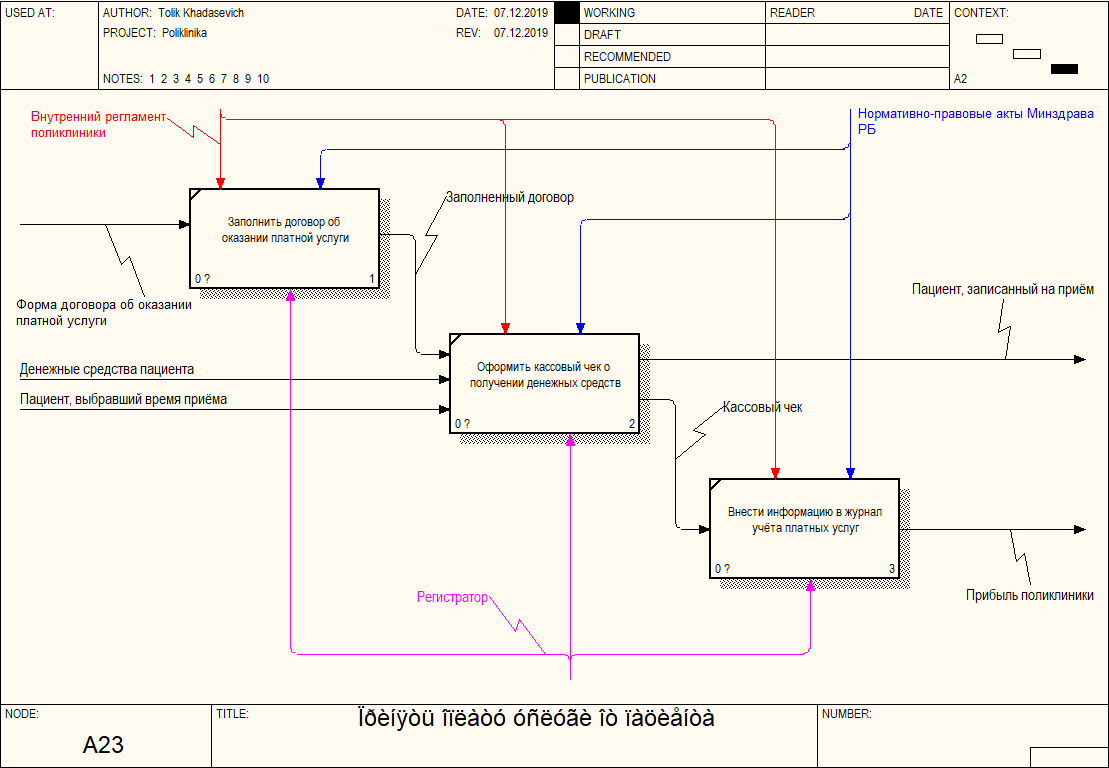 USED AT:
AUTHOR: Tolik Khadasevich
DATE: 07.12.2019
PROJECT: Poliklinika
REV: 07.12.2019
NOTES: 1 2 3 4 5 6 7 8 9 10
WORKING
DRAFT
RECOMMENDED
PUBLICATION
READER
DATE
CONTEXT:
A2
Внутренний регламент
поликлиники
Нормативно-правовые акты Минздрава
РБ
Заполненный договор
Заполнить договор об
оказании платной услуги
0 ?
1
Форма договора об оказании
платной услуги
Пациент, записанный на приём
Денежные средства пациента
Пациент, выбравший время приёма
Оформить кассовый чек о
получении денежных средств
0 ?
2
Кассовый чек
Внести информацию в журнал
учёта платных услуг
0 ?
3
Регистратор
Прибыль поликлиники
NODE:
A23
TITLE:
Ïðèíÿòü îïëàòó óñëóãè îò ïàöèåíòà
NUMBER: